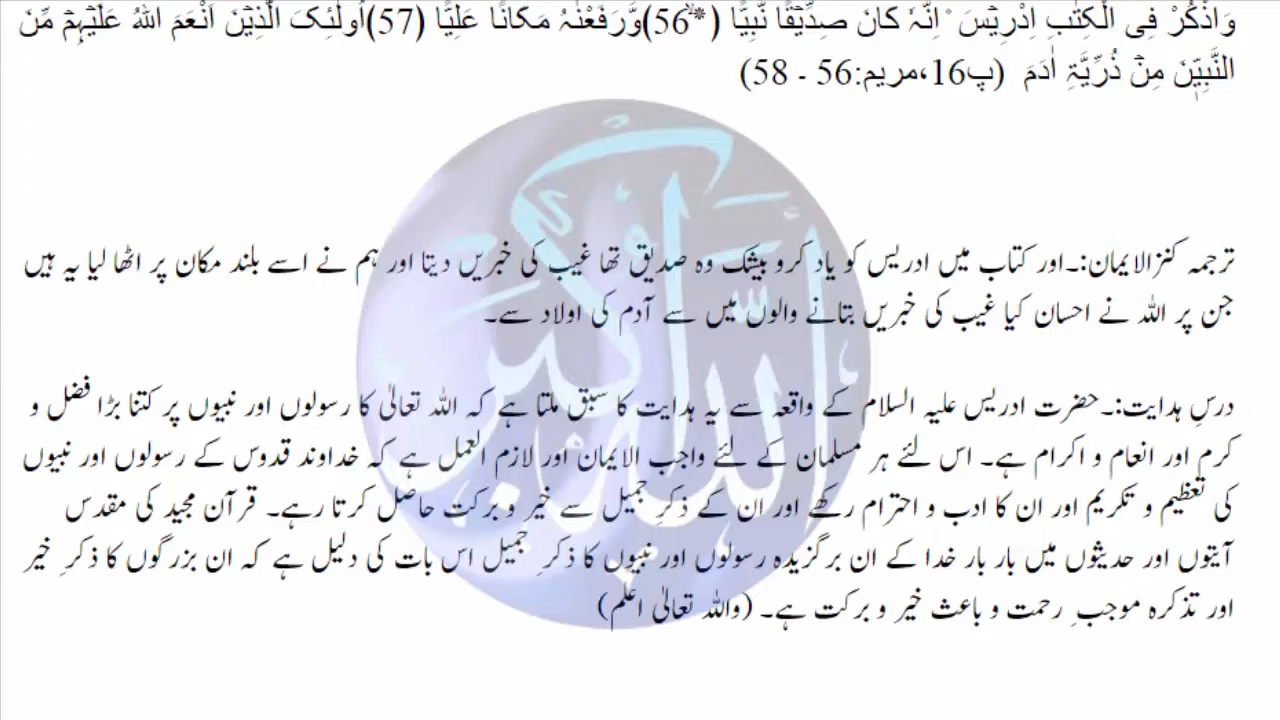 وَاذْکُرْ فِی الْکِتٰبِ اِدْرِیۡسَ ۫ اِنَّہٗ کَانَ صِدِّیۡقًا نَّبِیًّا ﴿۪ۙ56﴾وَّرَفَعْنٰہُ مَکَانًا عَلِیًّا ﴿57﴾اُولٰٓئِکَ الَّذِیۡنَ اَنْعَمَ اللہُ عَلَیۡہِمۡ مِّنَ
النَّبِیّٖنَ مِنۡ ذُرِّیَّۃِ اٰدَمَ (پ16،مریم:56 ـ 58)
ترجمہ کنزالایمان:۔اور کتاب میں ادریس کو یاد کرو بیشک وہ صدیق تھا غیب کی خبریں دیتا اور ہم نے اسے بلند مکان پر اٹھا لیا یہ ہیں
جن پر اللہ نے احسان کیا غیب کی خبریں بتانے والوں میں سے آدم کی اولاد سے۔
درسِ ہدایت:۔حضرت ادریس علیہ السلام کے واقعہ سے یہ ہدایت کا سبق ملتا ہے کہ اللہ تعالیٰ کا رسولوں اور نبیوں پر کتنا بڑا فضل و
کرم اور انعام و اکرام ہے۔ اس لئے ہر مسلمان کے لئے واجب الایمان اور لازم العمل ہے کہ خداوند قدوس کے رسولوں اور نبیوں
کی تعظیم و تکریم اور ان کا ادب و احترام رکھے اور ان کے ذکرِ جمیل سے خیر و برکت حاصل کرتا رہے۔ قرآن مجید کی مقدس
آیتوں اور حدیثوں میں بار بار خدا کے ان برگزیدہ رسولوں اور نبیوں کا ذکرِ جمیل اس بات کی دلیل ہے کہ ان بزرگوں کا ذکرِ خیر
اور تذکرہ موجبِ رحمت و باعث خیر و برکت ہے۔ (واللہ تعالیٰ اعلم)
اللہ اکبر